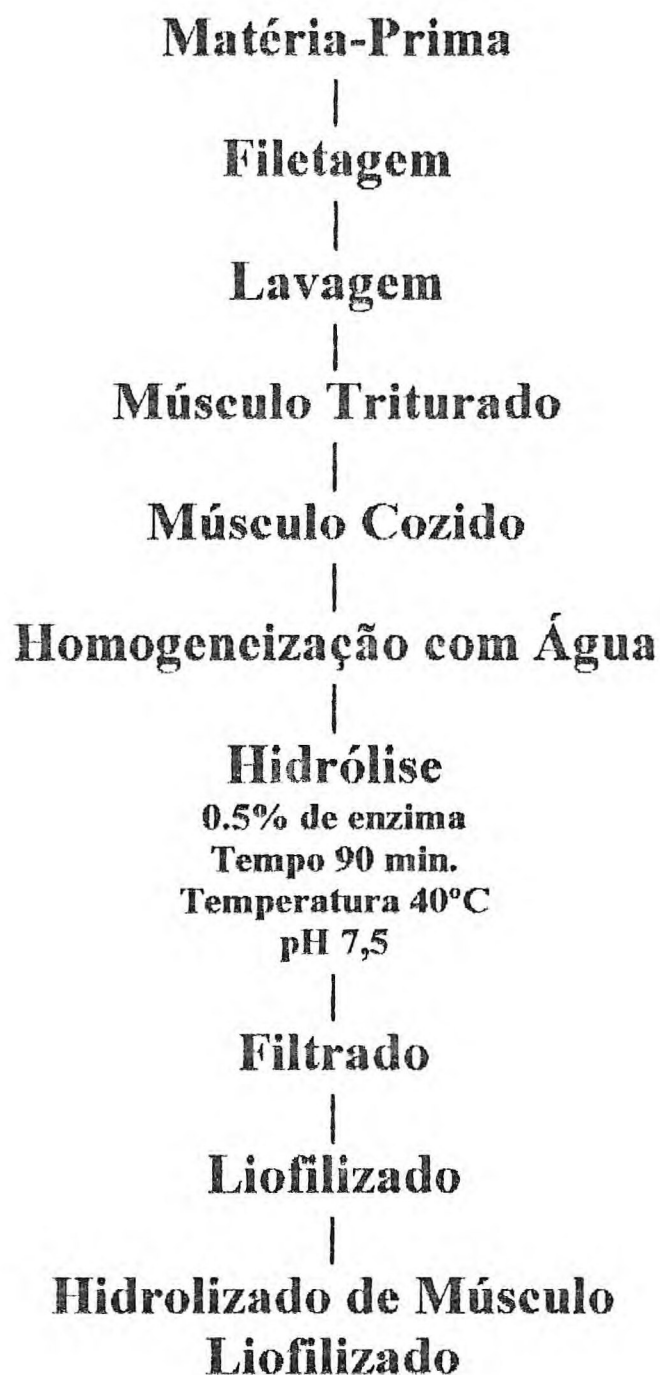 Matéria-Prima
Filetagem
Lavagem
Músculo Triturado
Músculo Cozido
Homogeneização com Água
Hidrólise
0.5% de enzima
Tempo 90 min.
Temperatura 40ºC
pH 7,5
Filtrado
Liofilizado
Hidrolizado de Músculo
Liofilizado